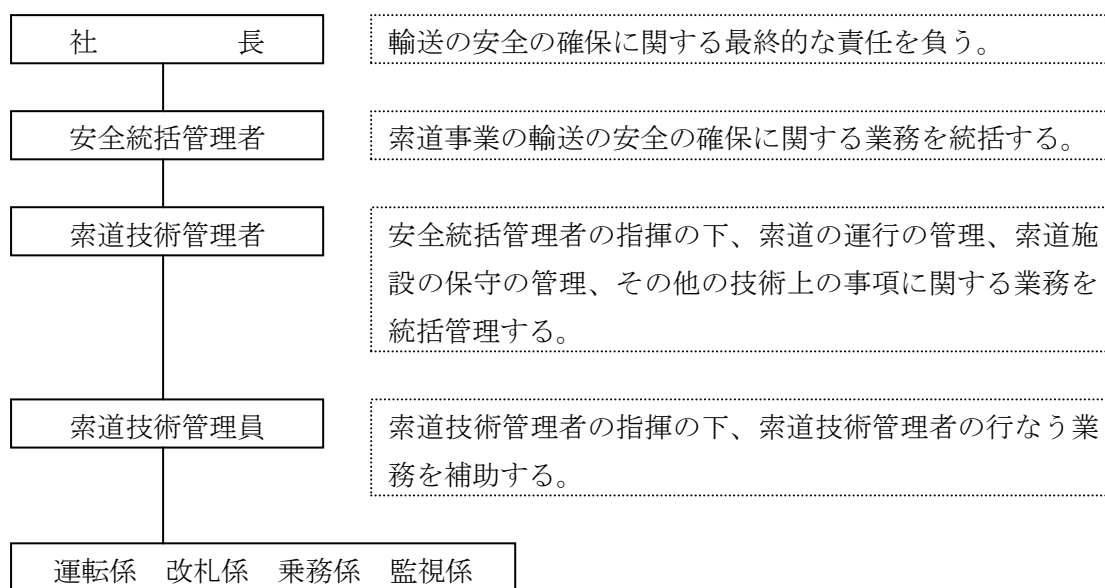 社　　　　　長
輸送の安全の確保に関する最終的な責任を負う。
安全統括管理者
索道事業の輸送の安全の確保に関する業務を統括する。
索道技術管理者
安全統括管理者の指揮の下、索道の運行の管理、索道施
設の保守の管理、その他の技術上の事項に関する業務を
統括管理する。
索道技術管理員
索道技術管理者の指揮の下、索道技術管理者の行なう業
務を補助する。
運転係　改札係　乗務係　監視係